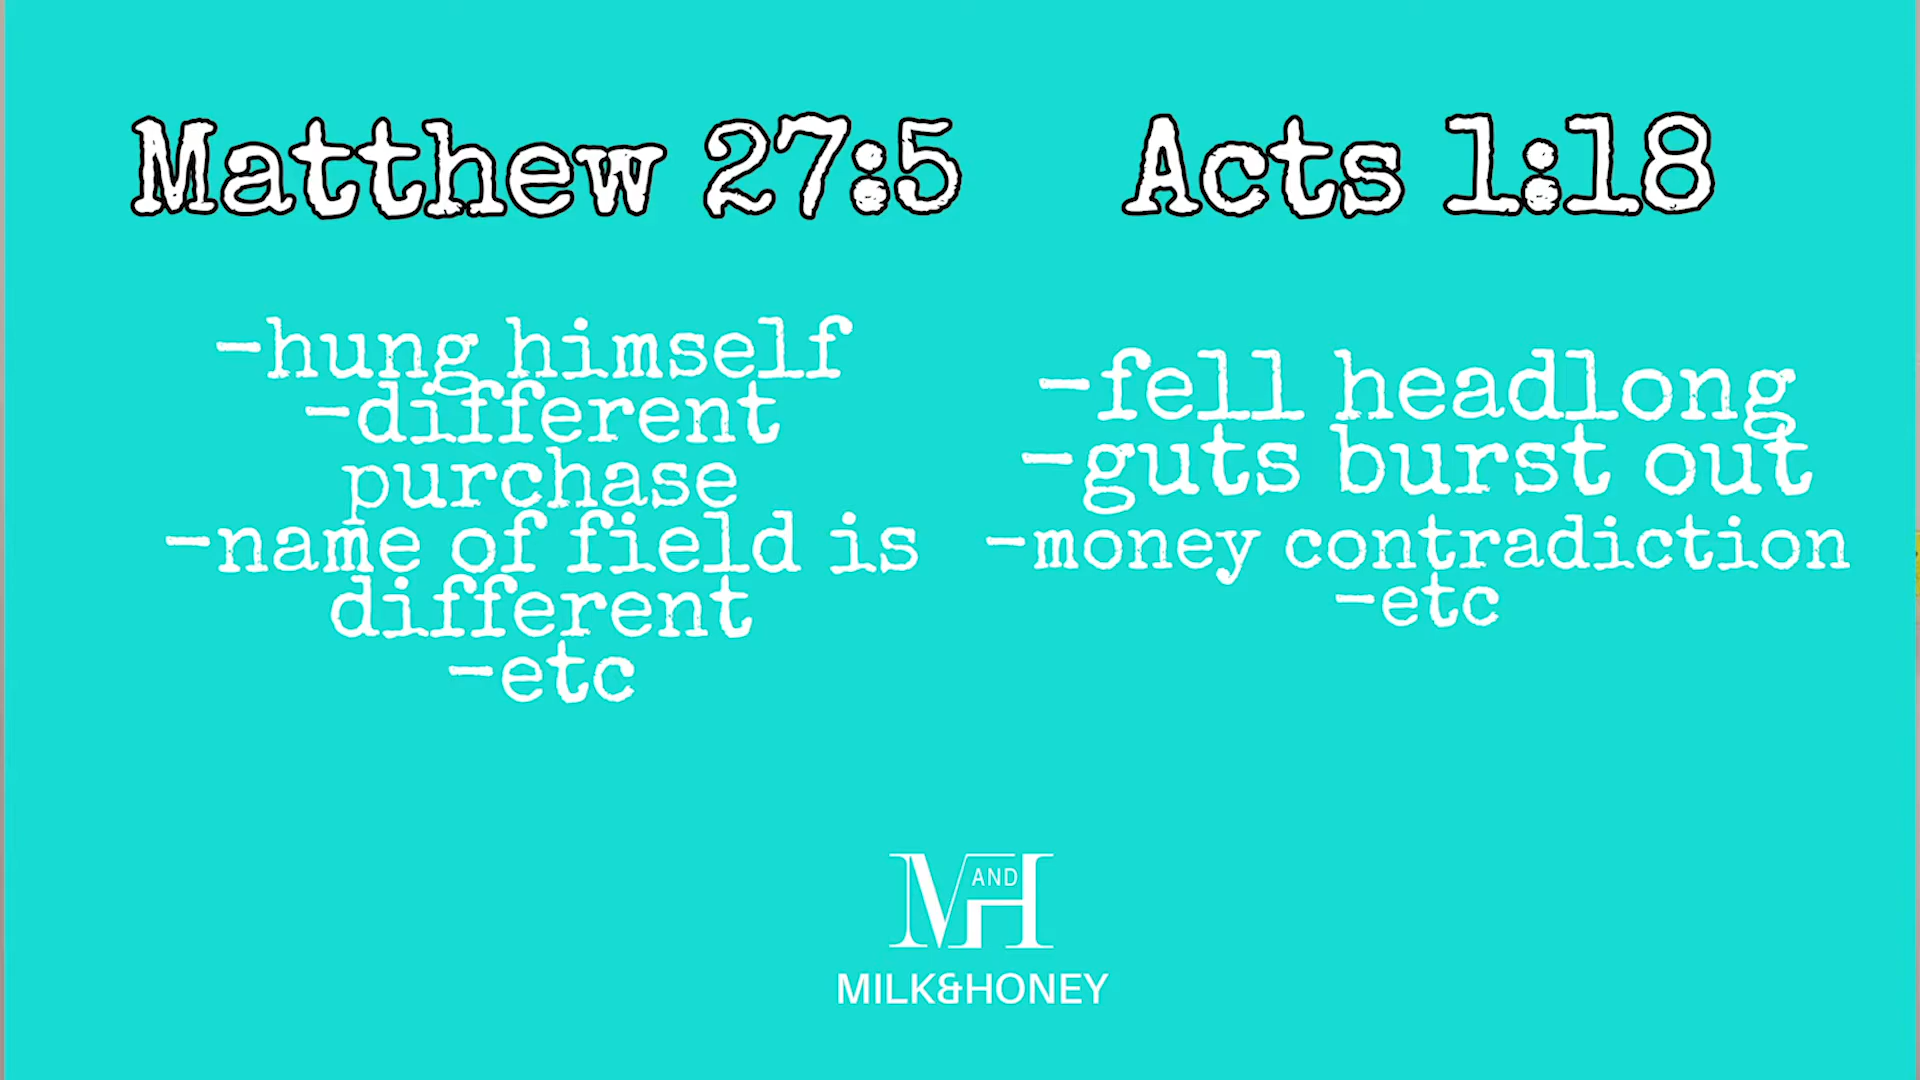 Matthew 27:5
-hung himself
-different
purchase
-name of field is
different
-etc
Acts 1:18
-fell headlong
-guts burst out
-money contradiction
-etc
M AND H
MILK&HONEY